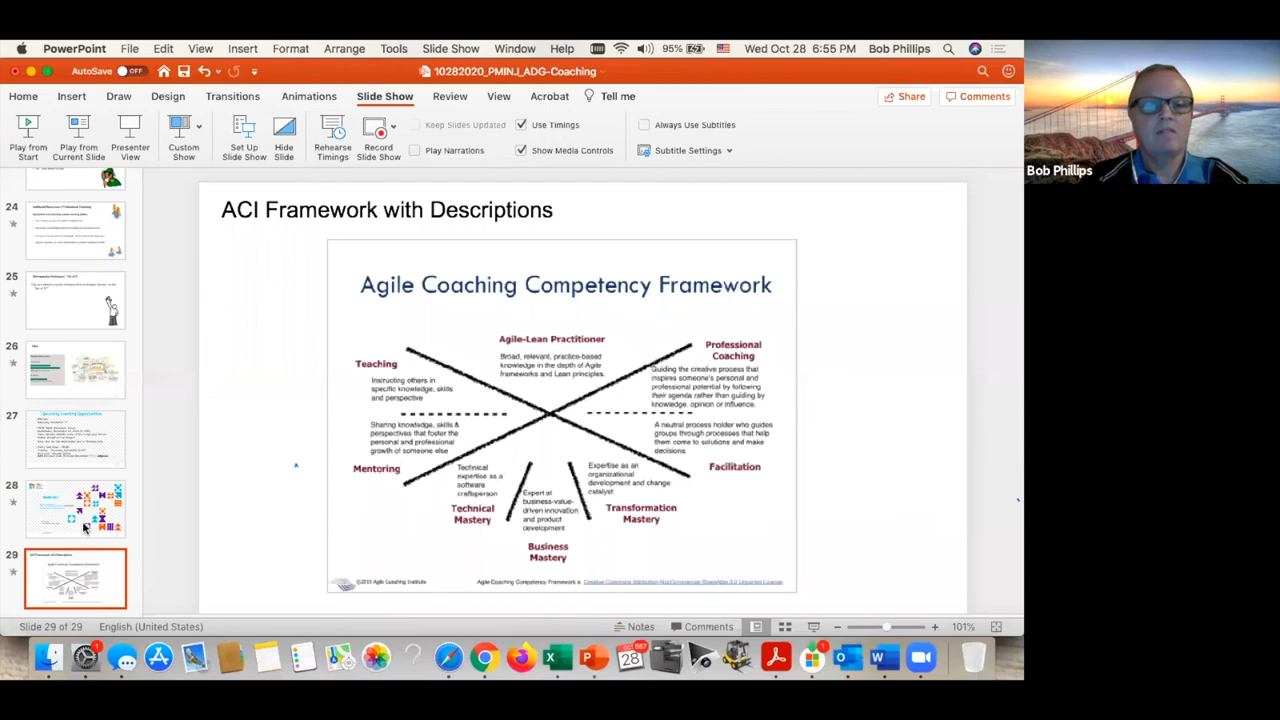 PowerPoint File Edit View Insert Format Arrange Tools Slide Show Window Help 95% Wed Oct 28 6:55 PM Bob Phillips
AutoSave OFF 10282020_PMINJ_ADG-Coaching
Home Insert Draw Design Transitions Animations Slide Show Review View Acrobat Tell me Share Comments
Play from Start
Play from Current Slide
Presenter View
Custom Show
Set Up Slide Show
Hide Slide
Rehearse Timings
Record Slide Show
Keep Slides Updated
Play Narrations
Use Timings
Show Media Controls
Always Use Subtitles
Subtitle Settings
Bob Phillips
24
25
26
27
Upcoming Learning Opportunities
28
29
ACI Framework with Descriptions
ACI Framework with Descriptions
Agile Coaching Competency Framework
Agile-Lean Practitioner
Broad, relevant, practice-based
knowledge in the depth of Agile
frameworks and Lean principles.
Teaching
Instructing others in
specific knowledge, skills
and perspective
Professional
Coaching
Guiding the creative process that
inspires someone's personal and
professional potential by following
their agenda rather than guiding by
knowledge, opinion or influence.
Sharing knowledge, skills &
perspectives that foster the
personal and professional
growth of someone else
Mentoring
A neutral process holder who guides
groups through processes that help
them come to solutions and make
decisions
Facilitation
Technical
expertise as a
software
craftsperson
Technical
Mastery
Expert at
business-value-
driven innovation
and product
development
Business
Mastery
Expertise as an
organizational
development and change
catalyst
Transformation
Mastery
Agile Coaching Institute
Agile Coaching Competency Framework is Creative Commons Attribution-NonCommercial-ShareAlike 3.0 Unported License.
Slide 29 of 29 English (United States) Notes Comments 101%
OCT
28